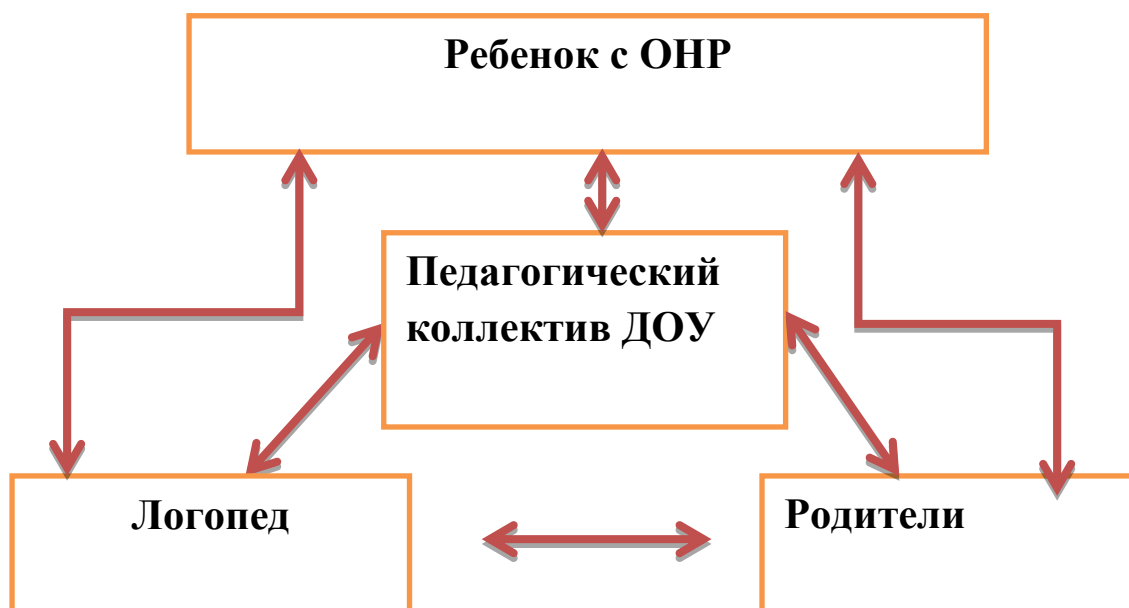 Ребенок с ОНР
Педагогический
коллектив ДОУ
Логопед
Родители